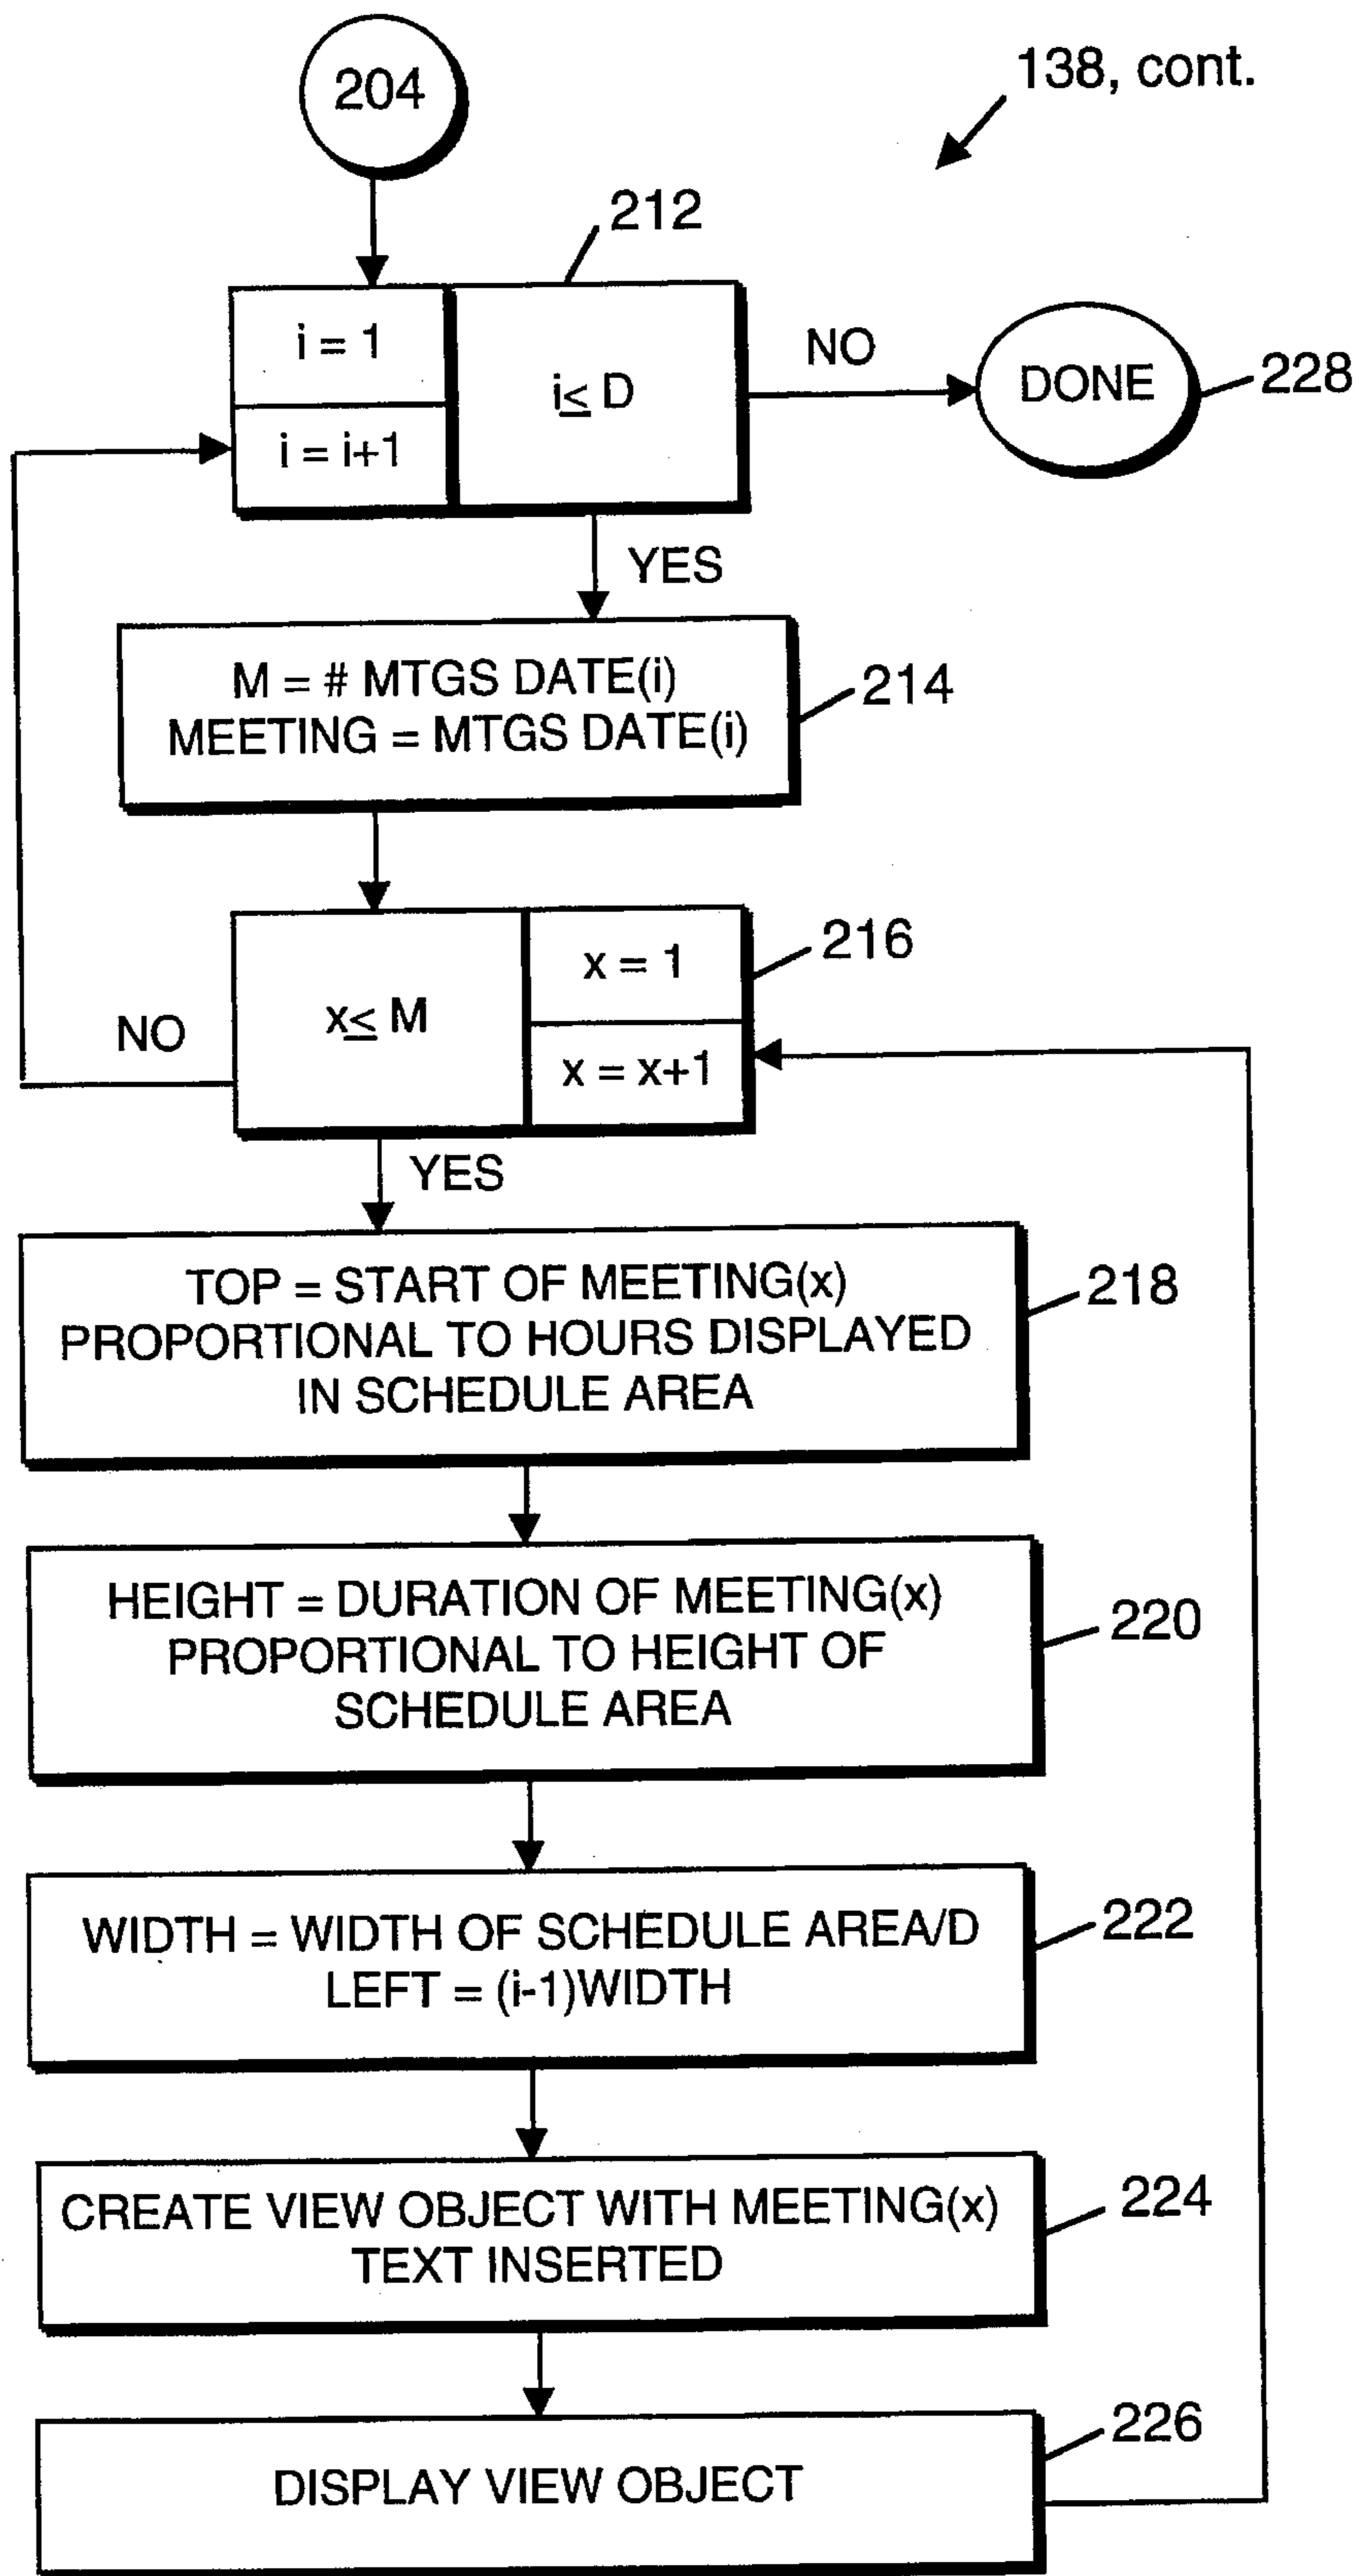 204
138, cont.
212
i = 1
i = i+1
i≤ D
NO
DONE
228
YES
M = # MTGS DATE(i)
MEETING = MTGS DATE(i)
214
x≤ M
x = 1
x = x+1
216
NO
YES
TOP = START OF MEETING(x)
PROPORTIONAL TO HOURS DISPLAYED
IN SCHEDULE AREA
218
HEIGHT = DURATION OF MEETING(x)
PROPORTIONAL TO HEIGHT OF
SCHEDULE AREA
220
WIDTH = WIDTH OF SCHEDULE AREA/D
LEFT = (i-1)WIDTH
222
CREATE VIEW OBJECT WITH MEETING(x)
TEXT INSERTED
224
DISPLAY VIEW OBJECT
226